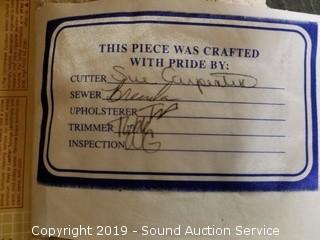 THIS PIECE WAS CRAFTED
WITH PRIDE BY:
CUTTER Sue Carpenter
SEWER Brenda
UPHOLSTERER
TRIMMER
INSPECTION
Copyright 2019 - Sound Auction Service